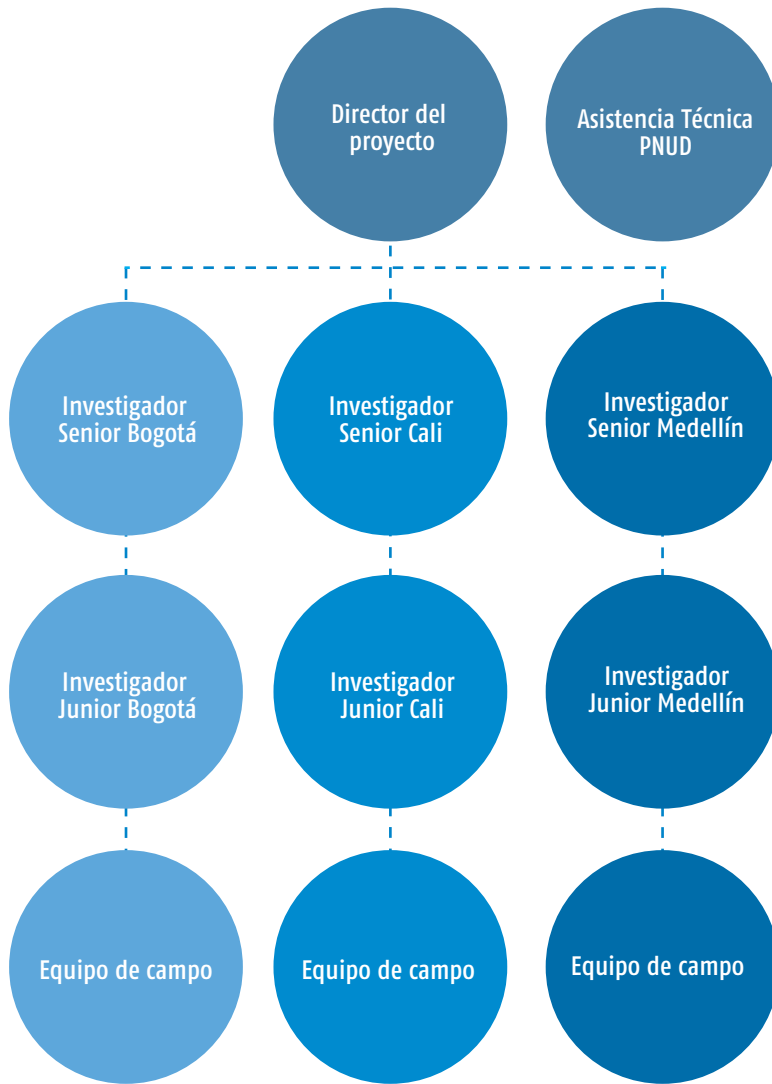 Director del
proyecto
Asistencia Técnica
PNUD
Investigador
Senior Bogotá
Investigador
Senior Cali
Investigador
Senior Medellín
Investigador
Junior Bogotá
Investigador
Junior Cali
Investigador
Junior Medellín
Equipo de campo
Equipo de campo
Equipo de campo